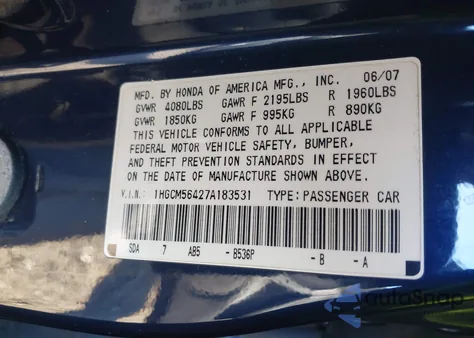 MFD. BY HONDA OF AMERICA MFG., INC. 06/07
GVWR 4080LBS GAWR F 2195LBS R 1960LBS
GVWR 1850KG GAWR F 995KG R 890KG
THIS VEHICLE CONFORMS TO ALL APPLICABLE
FEDERAL MOTOR VEHICLE SAFETY, BUMPER,
AND THEFT PREVENTION STANDARDS IN EFFECT
ON THE DATE OF MANUFACTURE SHOWN ABOVE.
V.I.N.: 1HGCM56427A183531 TYPE: PASSENGER CAR
SDA 7 AB5 - B536P - B - A
autoSnap